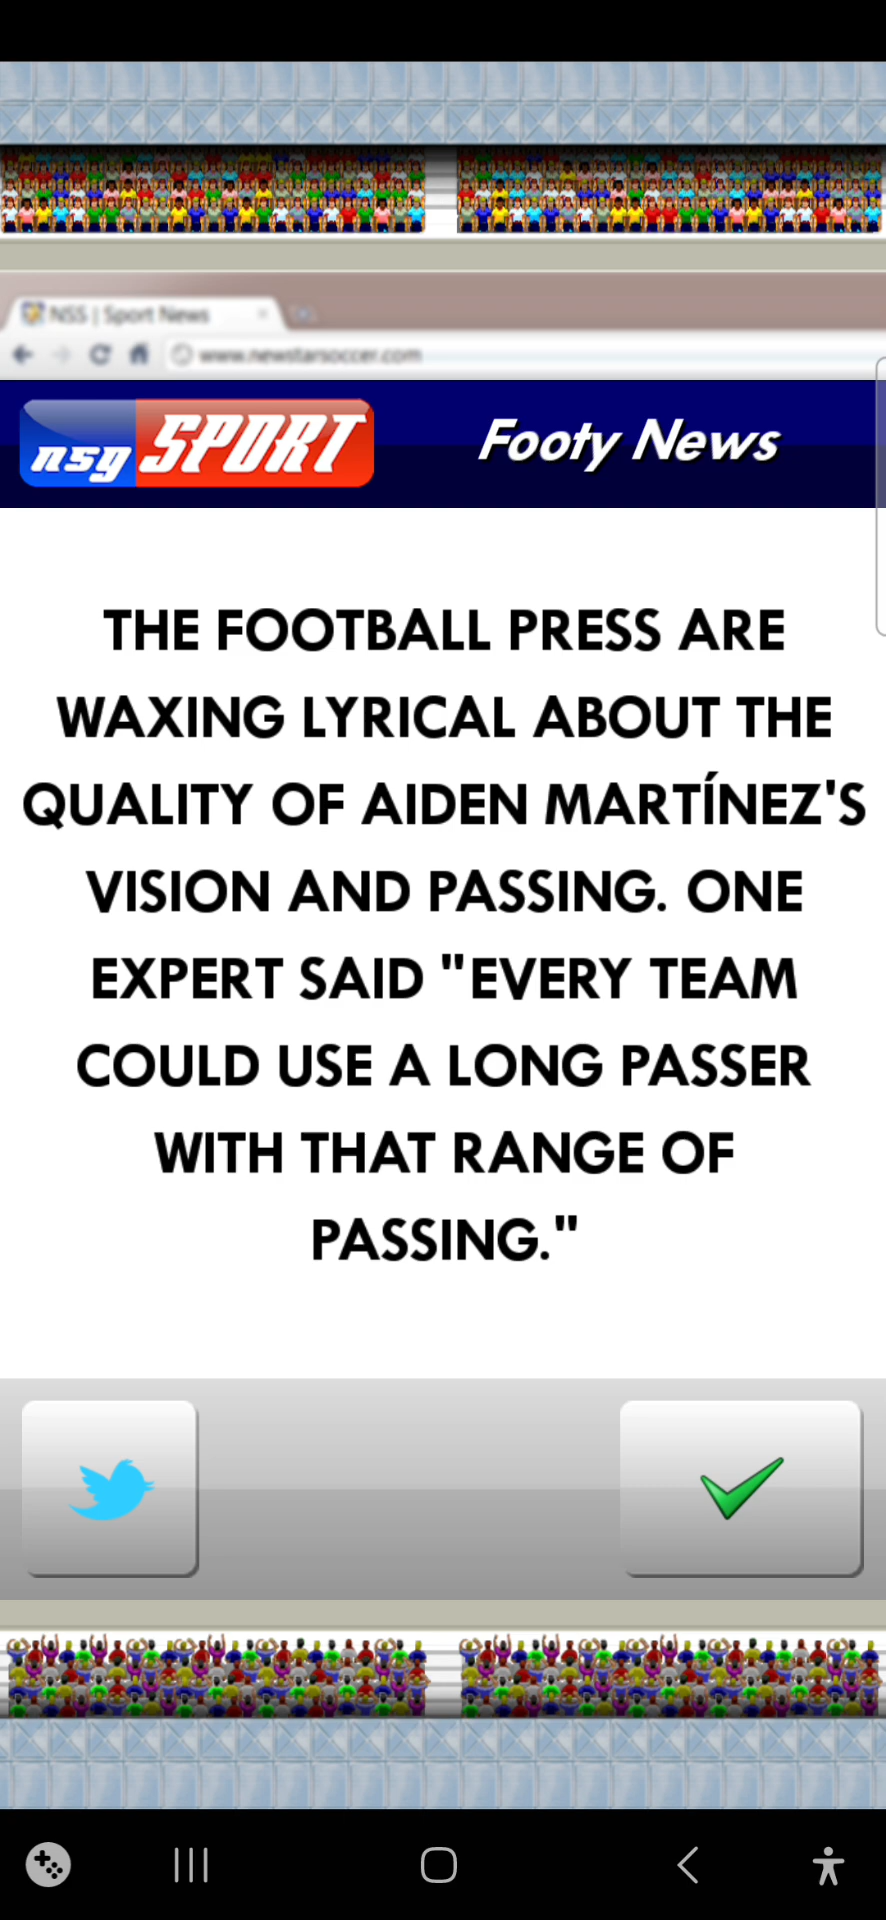 NSS | Sport News
www.newstarsoccer.com
nsg SPORT
Footy News
THE FOOTBALL PRESS ARE
WAXING LYRICAL ABOUT THE
QUALITY OF AIDEN MARTÍNEZ'S
VISION AND PASSING. ONE
EXPERT SAID "EVERY TEAM
COULD USE A LONG PASSER
WITH THAT RANGE OF
PASSING."